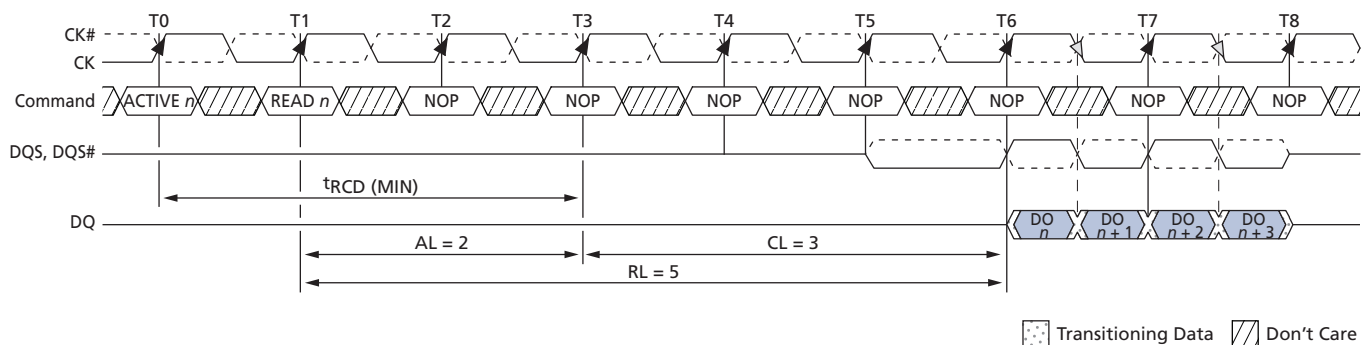 T0 T1 T2 T3 T4 T5 T6 T7 T8
CK#
CK
Command ACTIVE n READ n NOP NOP NOP NOP NOP NOP NOP
DQS, DQS#
tRCD (MIN)
DQ DO n DO n + 1 DO n + 2 DO n + 3
AL = 2 CL = 3
RL = 5
Transitioning Data Don't Care